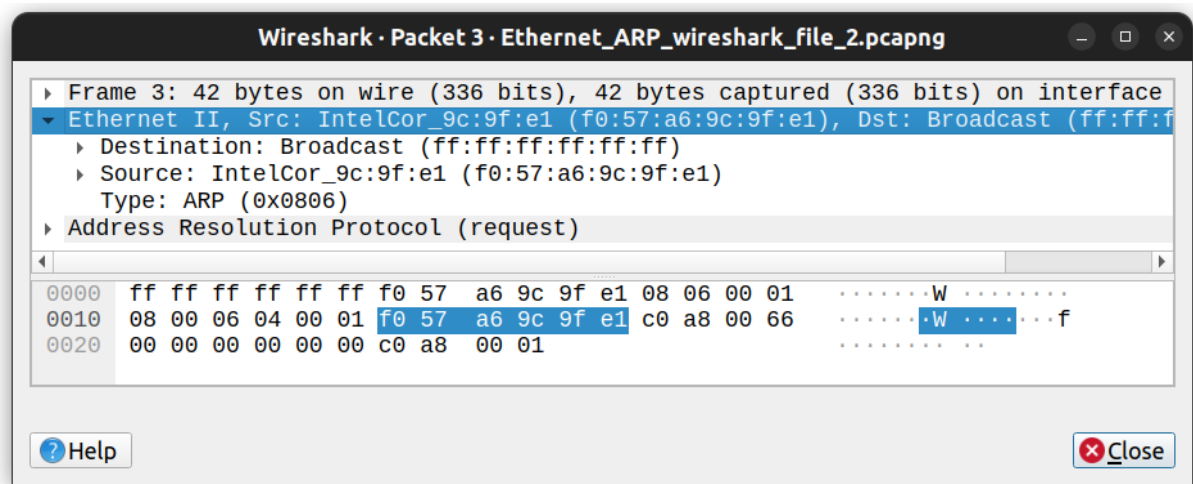 Wireshark · Packet 3 · Ethernet_ARP_wireshark_file_2.pcapng
Frame 3: 42 bytes on wire (336 bits), 42 bytes captured (336 bits) on interface
Ethernet II, Src: IntelCor_9c:9f:e1 (f0:57:a6:9c:9f:e1), Dst: Broadcast (ff:ff:f
Destination: Broadcast (ff:ff:ff:ff:ff:ff)
Source: IntelCor_9c:9f:e1 (f0:57:a6:9c:9f:e1)
Type: ARP (0x0806)
Address Resolution Protocol (request)
0000 ff ff ff ff ff ff f0 57 a6 9c 9f e1 08 06 00 01 ·······W ········
0010 08 00 06 04 00 01 f0 57 a6 9c 9f e1 c0 a8 00 66 ·······W ·······f
0020 00 00 00 00 00 00 c0 a8 00 01 ········ ··
Help
Close